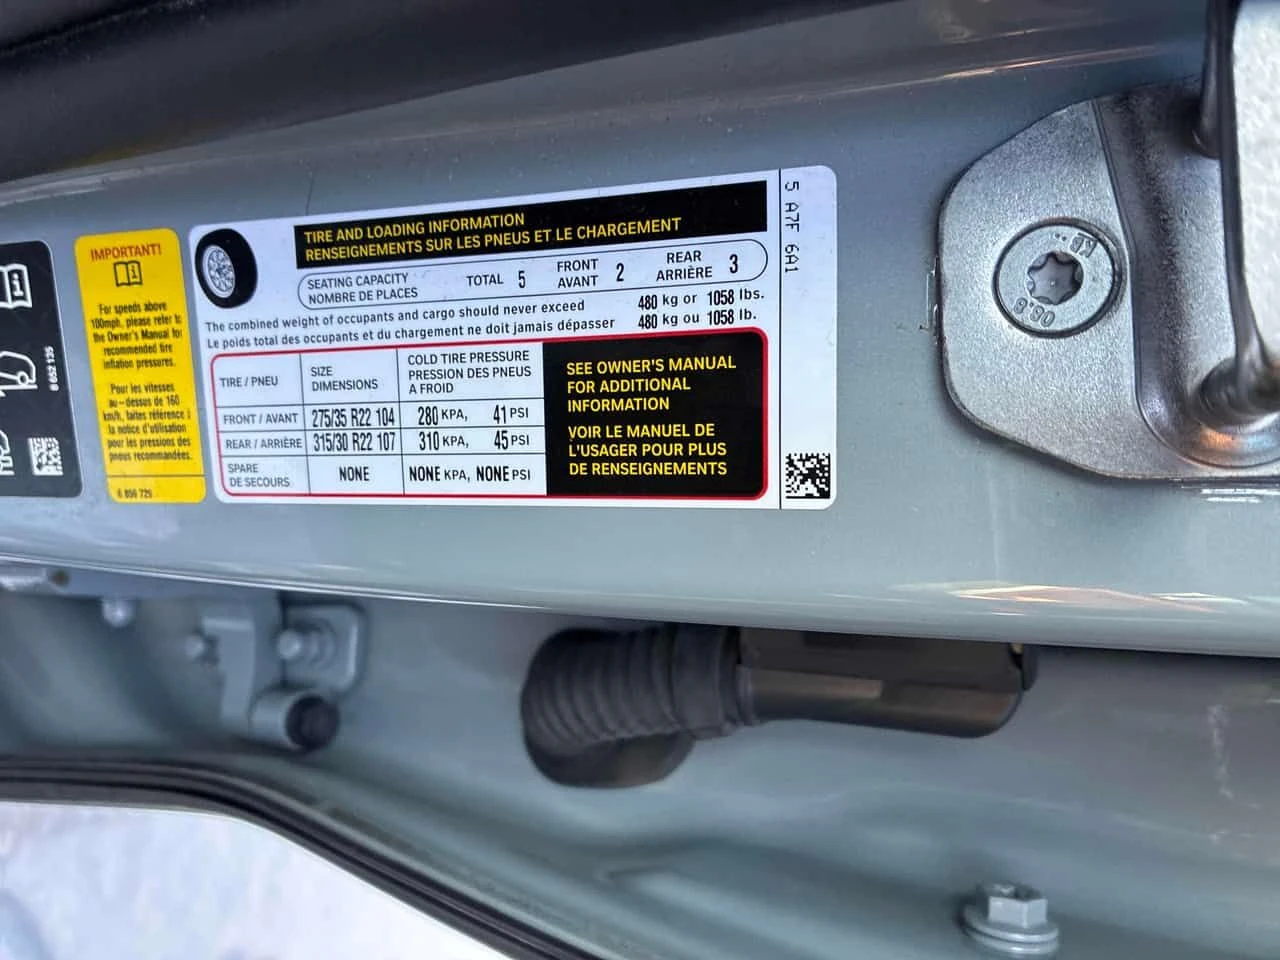 8 652 135
IMPORTANT!
For speeds above
100mph, please refer to
the Owner's Manual for
recommended tire
inflation pressures.
Pour les vitesses
au-dessus de 160
km/h, faites référence à
la notice d'utilisation
pour les pressions des
pneus recommandées.
6 856 729
TIRE AND LOADING INFORMATION
RENSEIGNEMENTS SUR LES PNEUS ET LE CHARGEMENT
SEATING CAPACITY
NOMBRE DE PLACES
TOTAL 5
FRONT
AVANT 2
REAR
ARRIÈRE 3
The combined weight of occupants and cargo should never exceed 480 kg or 1058 lbs.
Le poids total des occupants et du chargement ne doit jamais dépasser 480 kg ou 1058 lb.
TIRE / PNEU
SIZE
DIMENSIONS
COLD TIRE PRESSURE
PRESSION DES PNEUS
A FROID
FRONT / AVANT 275/35 R22 104 280 KPA, 41 PSI
REAR / ARRIÈRE 315/30 R22 107 310 KPA, 45 PSI
SPARE
DE SECOURS NONE NONE KPA, NONE PSI
SEE OWNER'S MANUAL
FOR ADDITIONAL
INFORMATION
VOIR LE MANUEL DE
L'USAGER POUR PLUS
DE RENSEIGNEMENTS
5 A7F 6A1
KB
08.8